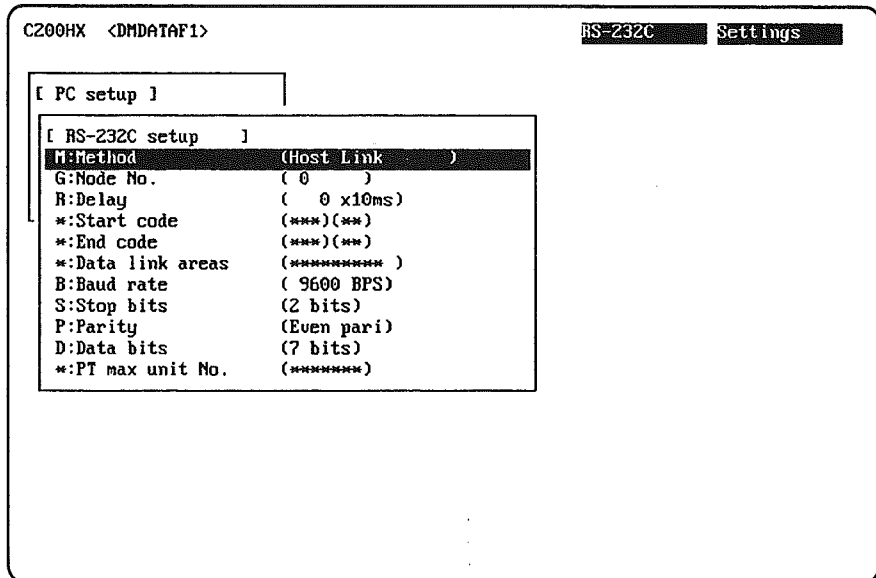 C200HX <DMDATAF1> RS-232C Settings
[ PC setup ]
[ RS-232C setup ]
M:Method (Host Link )
G:Node No. ( 0 )
R:Delay ( 0 x10ms)
*:Start code (***)(**)
*:End code (***)(**)
*:Data link areas (********* )
B:Baud rate ( 9600 BPS)
S:Stop bits (2 bits)
P:Parity (Even pari)
D:Data bits (7 bits)
*:PT max unit No. (*******)